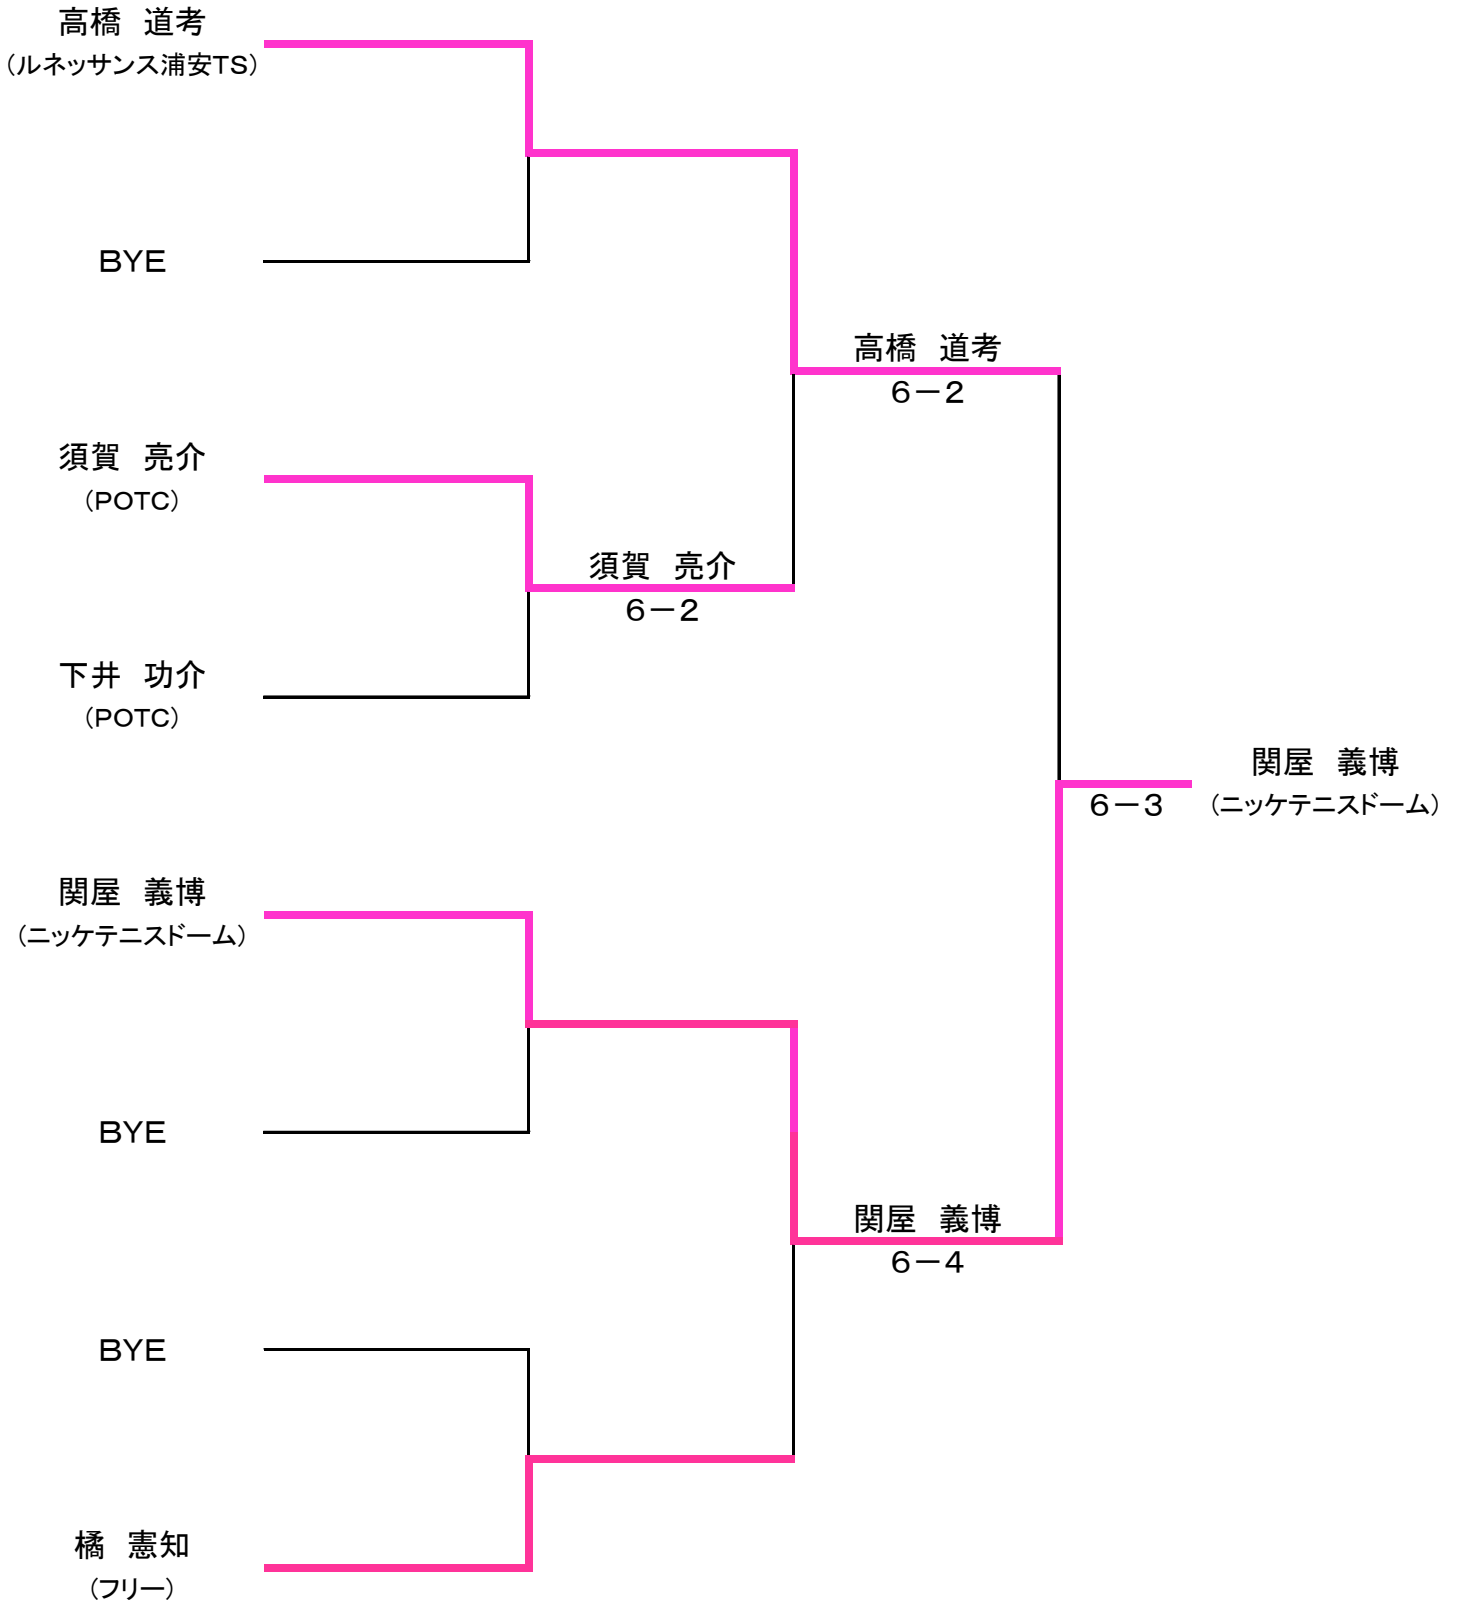 高橋　道考
（ルネッサンス浦安TS）
BYE
高橋　道考
6－2
須賀　亮介
（POTC）
須賀　亮介
6－2
下井　功介
（POTC）
関屋　義博
6－3
（ニッケテニスドーム）
関屋　義博
（ニッケテニスドーム）
BYE
関屋　義博
6－4
BYE
橘　憲知
（フリー）